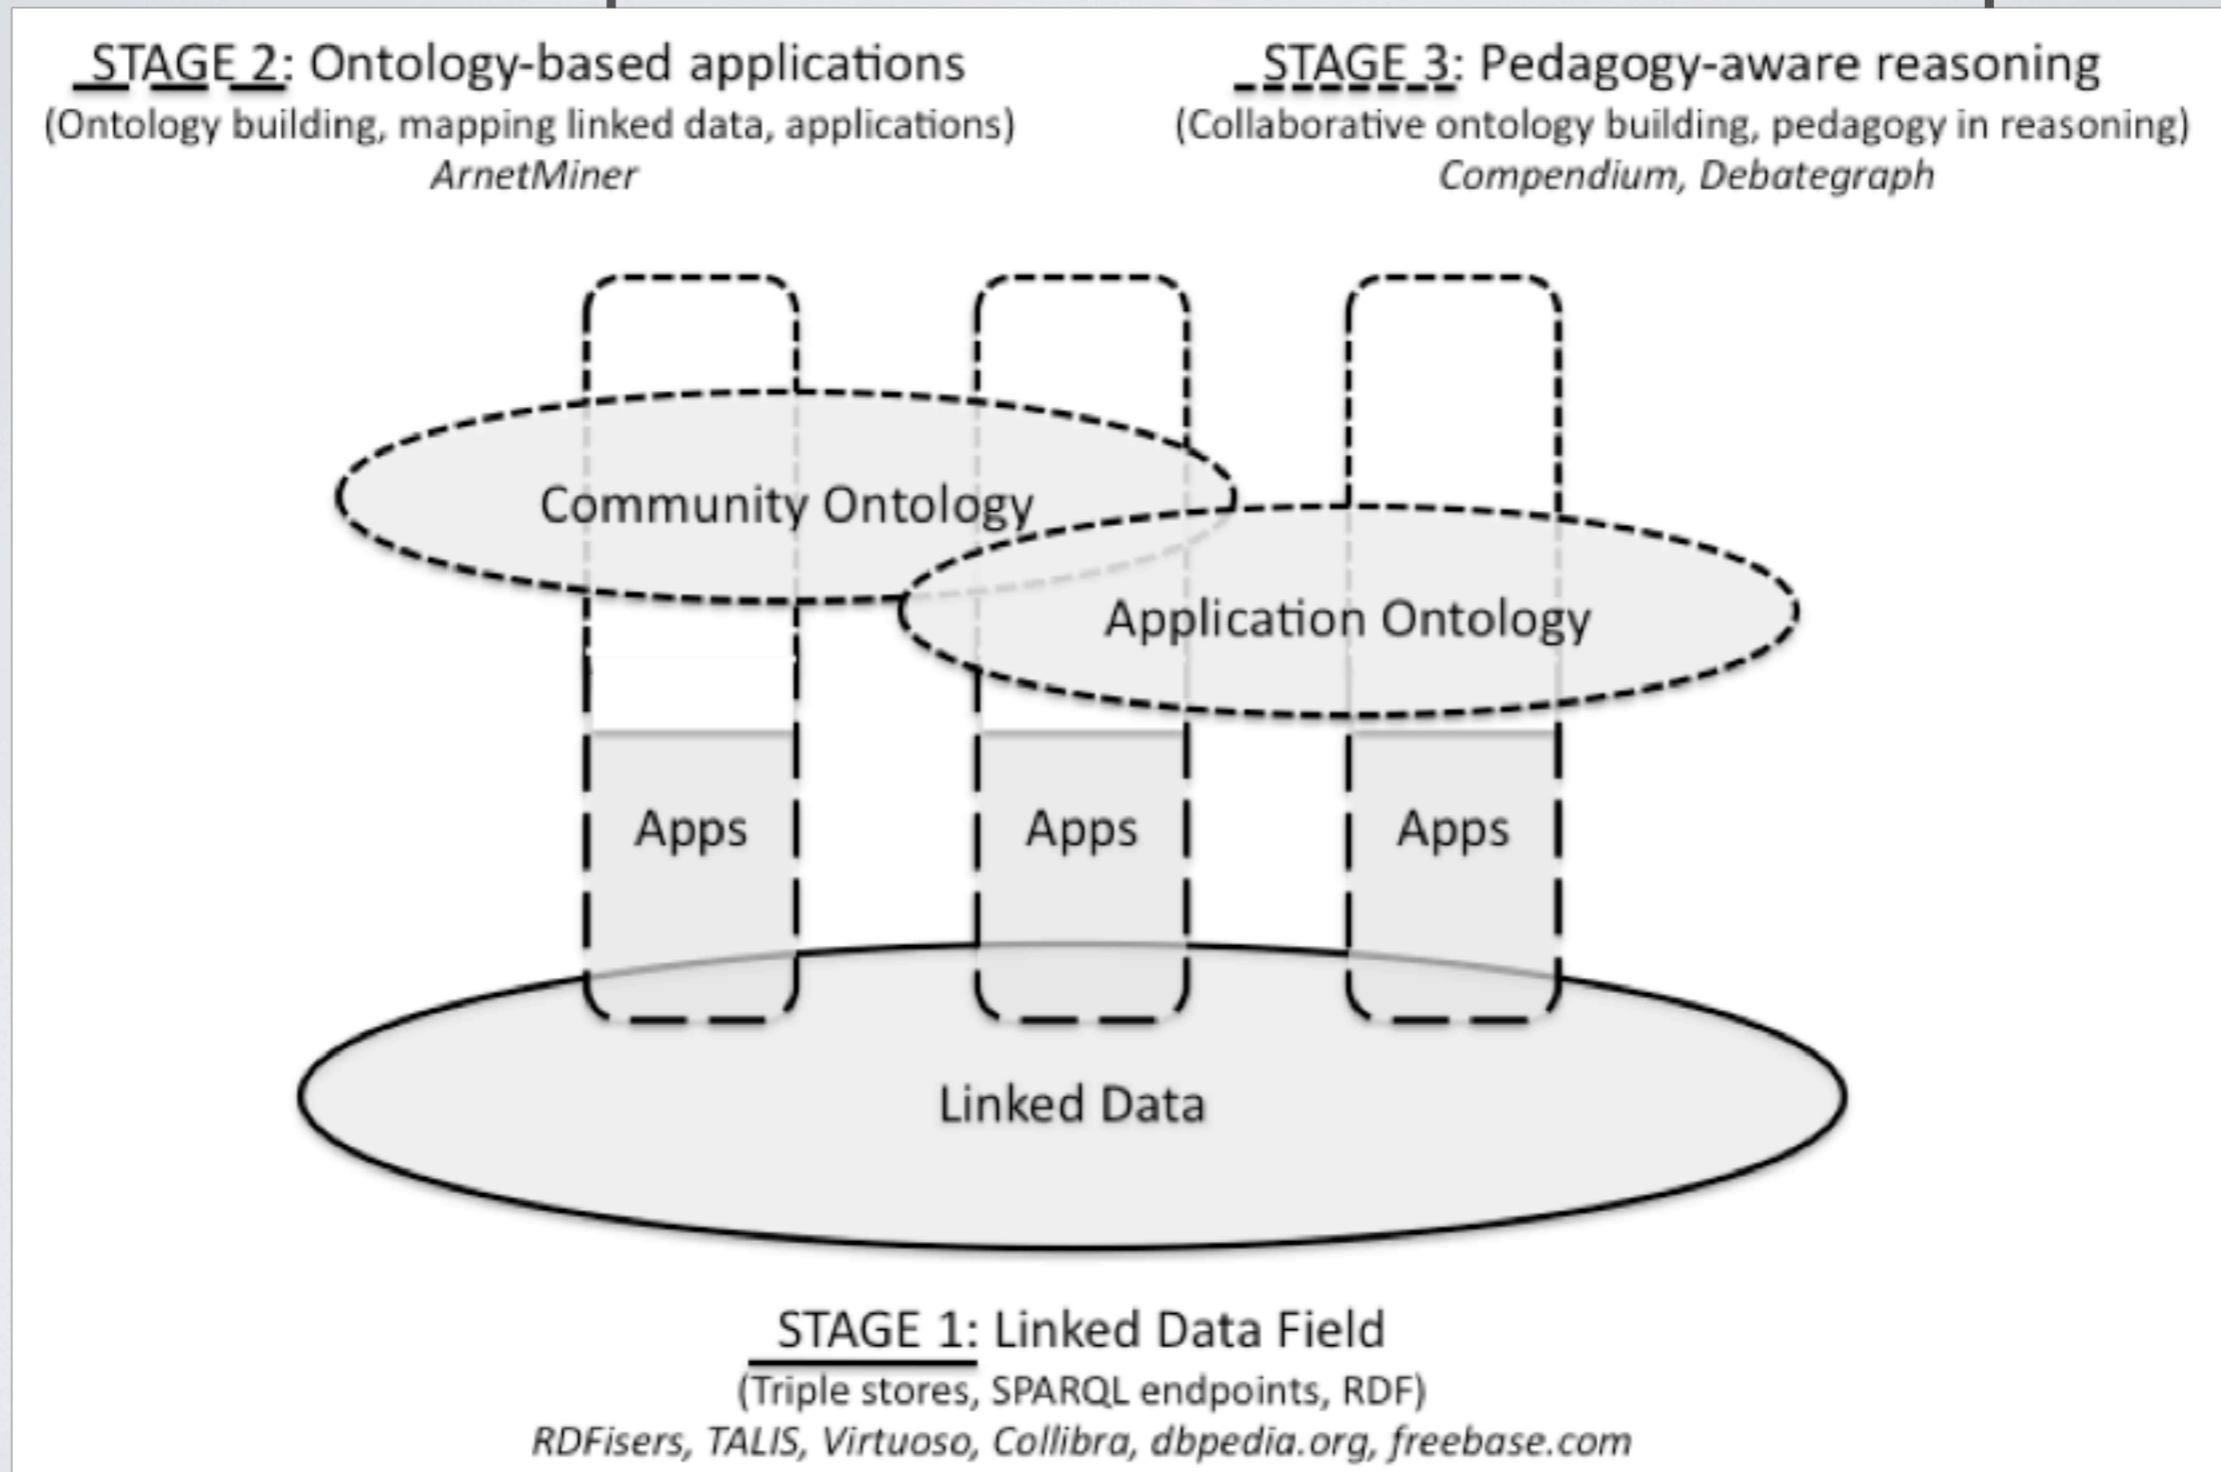 STAGE 2: Ontology-based applications
(Ontology building, mapping linked data, applications)
ArnetMiner
STAGE 3: Pedagogy-aware reasoning
(Collaborative ontology building, pedagogy in reasoning)
Compendium, Debategraph
Community Ontology
Application Ontology
Apps
Apps
Apps
Linked Data
STAGE 1: Linked Data Field
(Triple stores, SPARQL endpoints, RDF)
RDFisers, TALIS, Virtuoso, Collibra, dbpedia.org, freebase.com